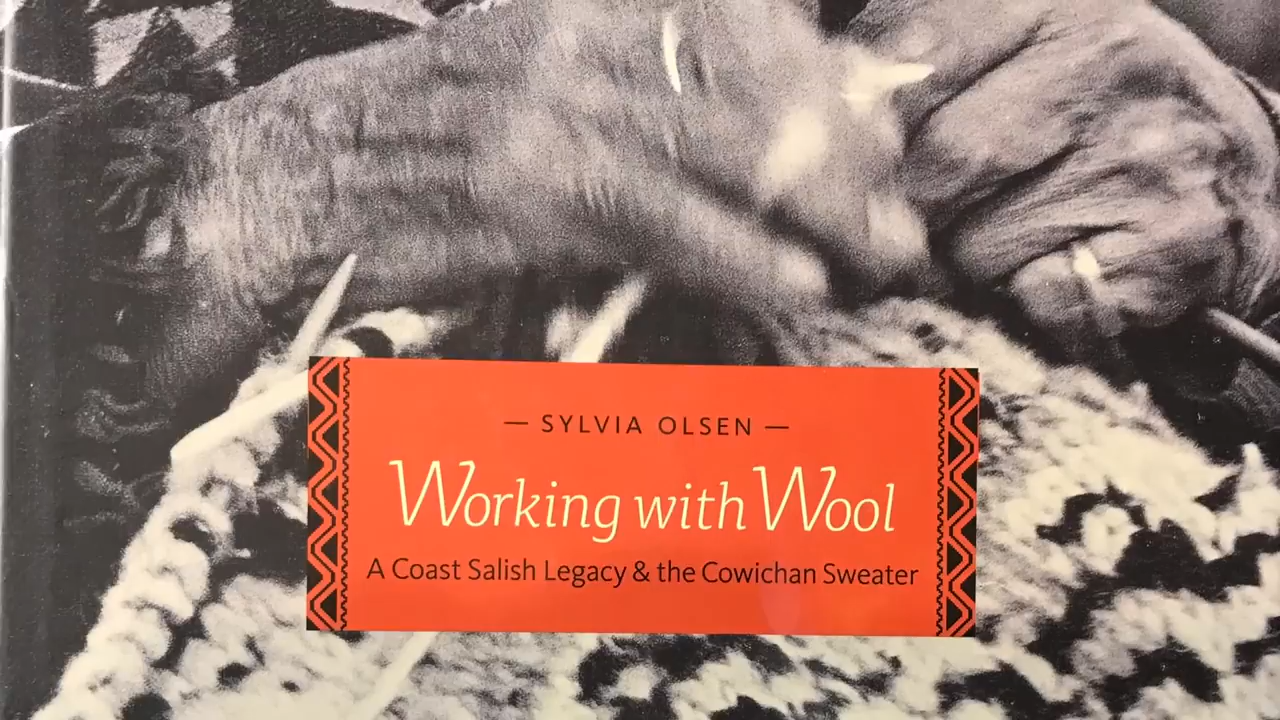 — SYLVIA OLSEN —
Working with Wool
A Coast Salish Legacy & the Cowichan Sweater